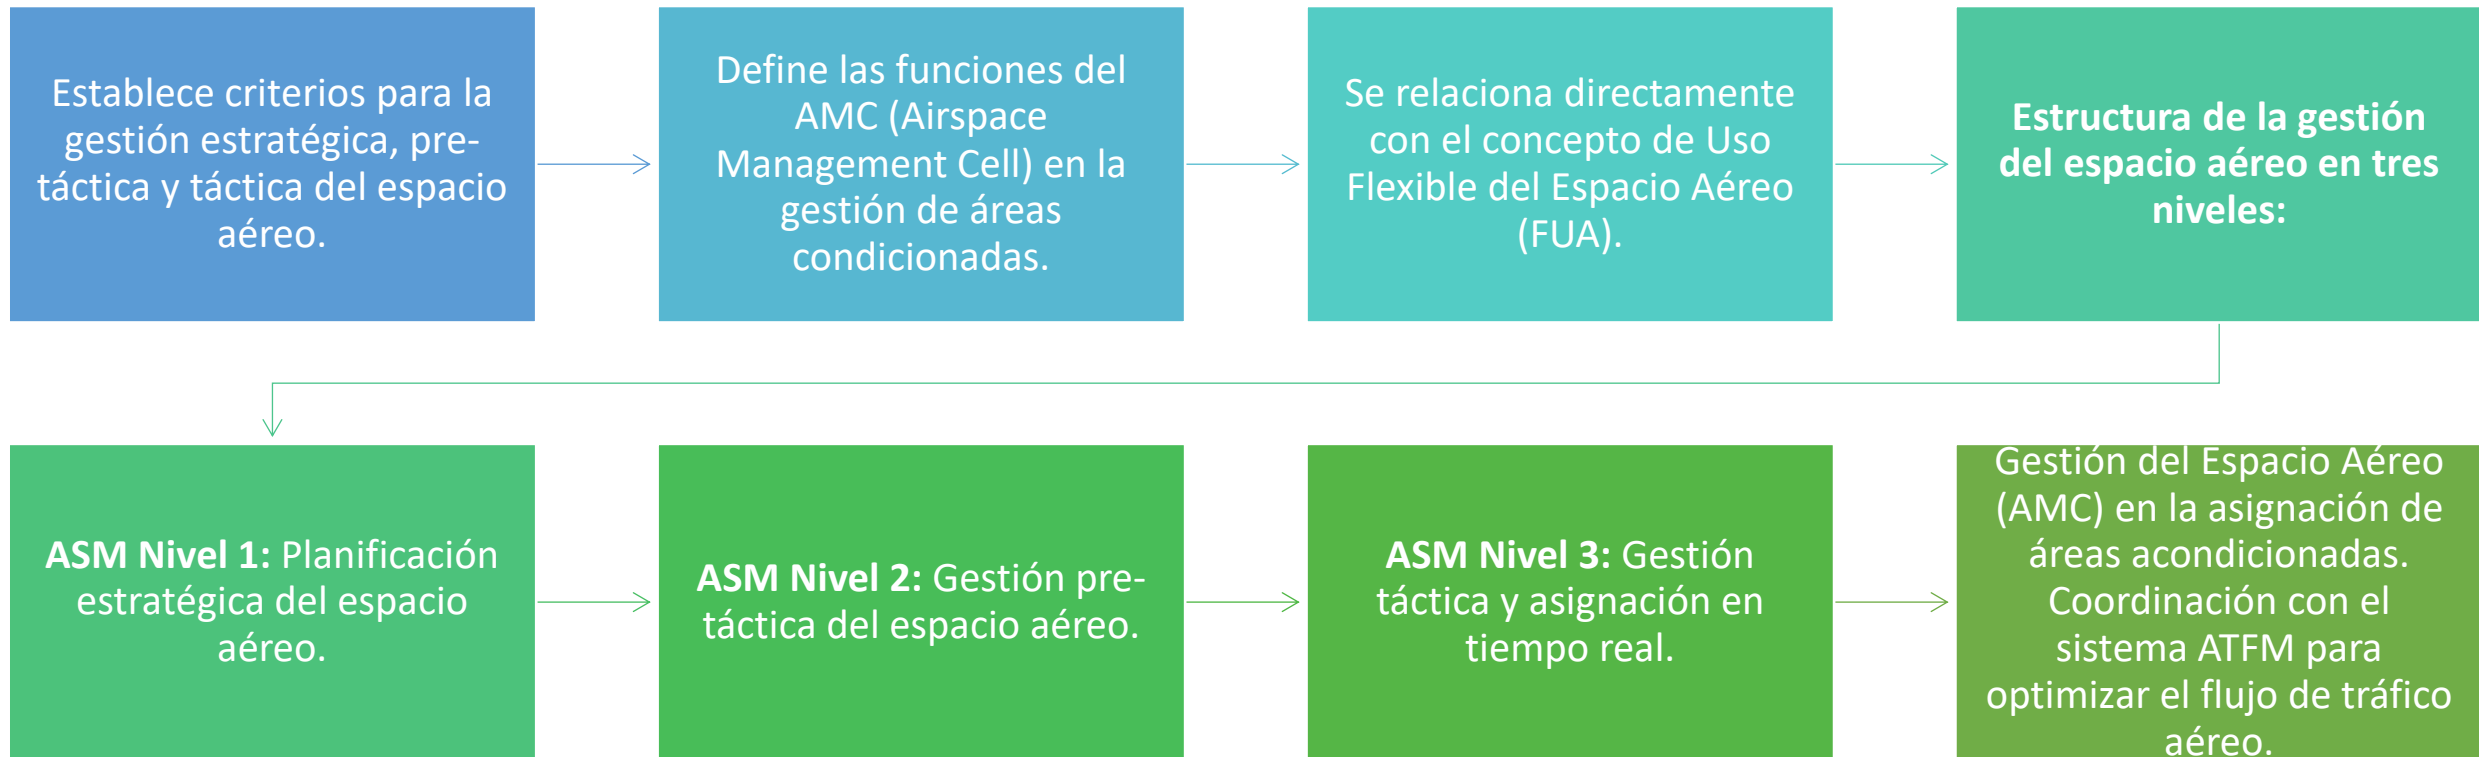 Establece criterios para la
gestión estratégica, pre-
táctica y táctica del espacio
aéreo.
Define las funciones del
AMC (Airspace
Management Cell) en la
gestión de áreas
condicionadas.
Se relaciona directamente
con el concepto de Uso
Flexible del Espacio Aéreo
(FUA).
Estructura de la gestión
del espacio aéreo en tres
niveles:
ASM Nivel 1: Planificación
estratégica del espacio
aéreo.
ASM Nivel 2: Gestión pre-
táctica del espacio aéreo.
ASM Nivel 3: Gestión
táctica y asignación en
tiempo real.
Gestión del Espacio Aéreo
(AMC) en la asignación de
áreas acondicionadas.
Coordinación con el
sistema ATFM para
optimizar el flujo de tráfico
aéreo.